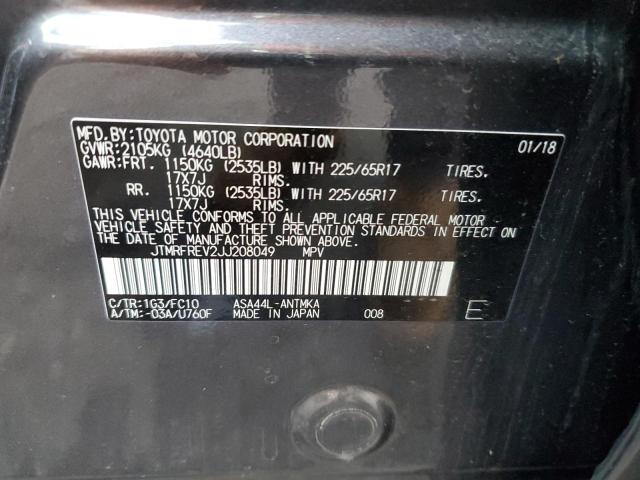 MFD.BY:TOYOTA MOTOR CORPORATION 01/18
GVWR:2105KG (4640LB)
GAWR:FRT. 1150KG (2535LB) WITH 225/65R17 TIRES.
17X7J RIMS.
RR. 1150KG (2535LB) WITH 225/65R17 TIRES.
17X7J RIMS.
THIS VEHICLE CONFORMS TO ALL APPLICABLE FEDERAL MOTOR
VEHICLE SAFETY AND THEFT PREVENTION STANDARDS IN EFFECT ON
THE DATE OF MANUFACTURE SHOWN ABOVE.
JTMRFREV2JJ208049 MPV
C/TR:1G3/FC10 ASA44L-ANTMKA
A/TM:-03A/U760F MADE IN JAPAN 008 E